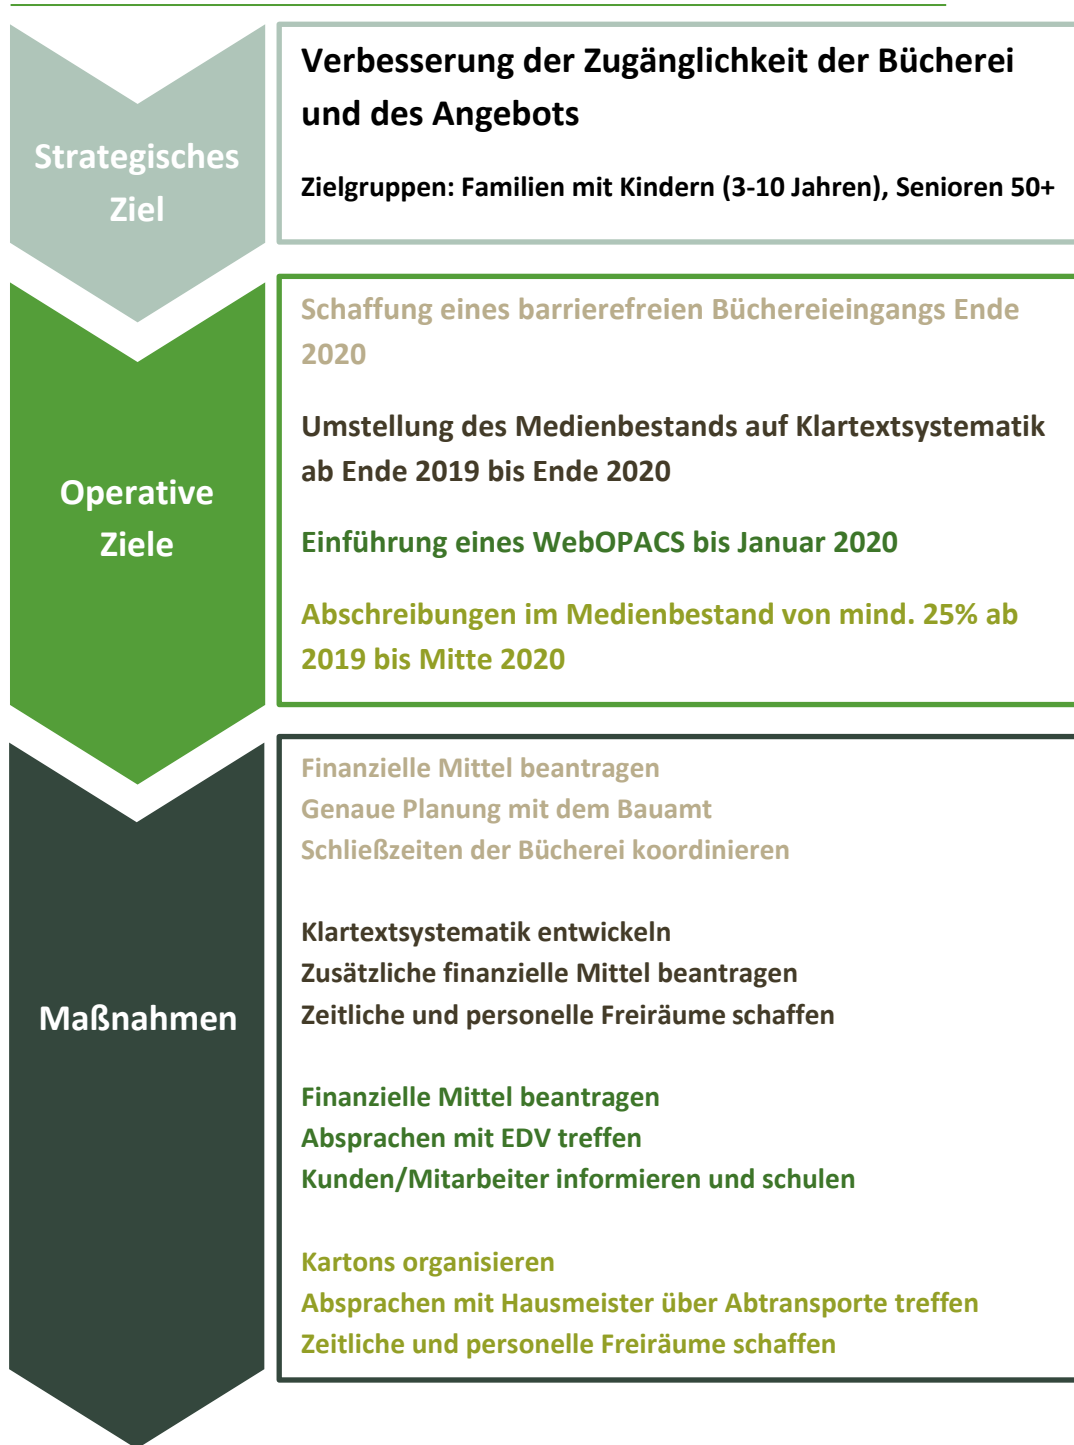 Strategisches
Ziel
Verbesserung der Zugänglichkeit der Bücherei
und des Angebots
Zielgruppen: Familien mit Kindern (3-10 Jahren), Senioren 50+
Operative
Ziele
Schaffung eines barrierefreien Büchereieingangs Ende
2020
Umstellung des Medienbestands auf Klartextsystematik
ab Ende 2019 bis Ende 2020
Einführung eines WebOPACS bis Januar 2020
Abschreibungen im Medienbestand von mind. 25% ab
2019 bis Mitte 2020
Maßnahmen
Finanzielle Mittel beantragen
Genaue Planung mit dem Bauamt
Schließzeiten der Bücherei koordinieren
Klartextsystematik entwickeln
Zusätzliche finanzielle Mittel beantragen
Zeitliche und personelle Freiräume schaffen
Finanzielle Mittel beantragen
Absprachen mit EDV treffen
Kunden/Mitarbeiter informieren und schulen
Kartons organisieren
Absprachen mit Hausmeister über Abtransporte treffen
Zeitliche und personelle Freiräume schaffen